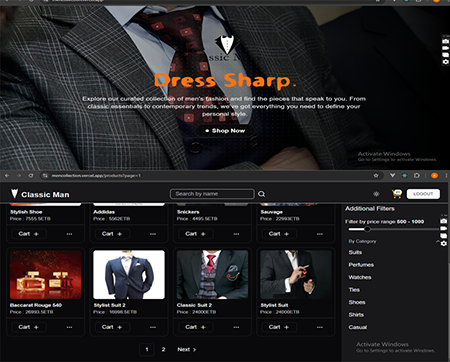 Dress Sharp.
Explore our curated collection of men's fashion and find the pieces that speak to you. From
classic essentials to contemporary trends, we've got everything you need to define your
personal style.
Shop Now
Activate Windows
Go to Settings to activate Windows.
mencollection.vercel.app/products?page=1
Classic Man
Search by name
LOGOUT
Stylish Shoe
Addidas
Snickers
Sauvage
Price : 7555.5ETB
Price : 5562ETB
Price : 4495ETB
Price : 22993ETB
Cart +
Cart +
Cart +
Cart +
Additional Filters
Filter by price range 500 - 1000
By Category
Suits
Perfumes
Watches
Ties
Shoes
Shirts
Casual
Baccarat Rouge 540
Stylist Suit 2
Classic Suit 2
Stylist Suit
Price : 26993.5ETB
Price : 16998.5ETB
Price : 24000ETB
Price : 24000ETB
Cart +
Cart +
Cart +
Cart +
1 2 Next >
Activate Windows
Go to Settings to activate Windows.